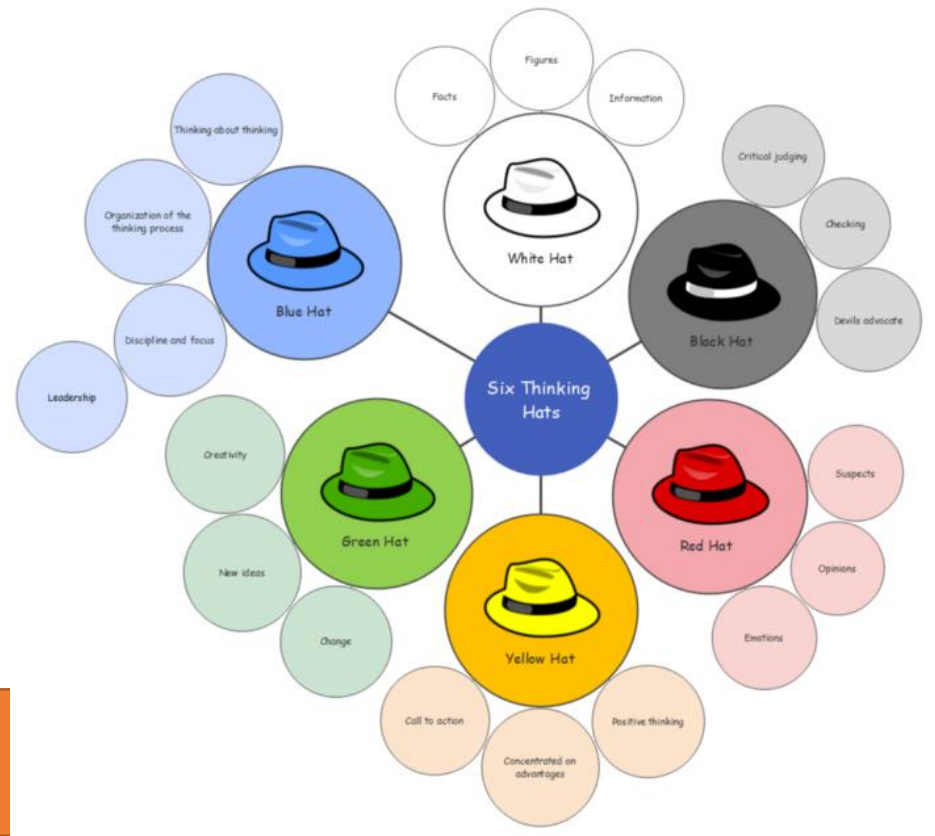 Six Thinking
Hats
White Hat
Facts
Figures
Information
Black Hat
Critical judging
Checking
Devils advocate
Red Hat
Suspects
Opinions
Emotions
Yellow Hat
Positive thinking
Concentrated on
advantages
Call to action
Green Hat
Change
New ideas
Creativity
Blue Hat
Thinking about thinking
Organization of the
thinking process
Discipline and focus
Leadership